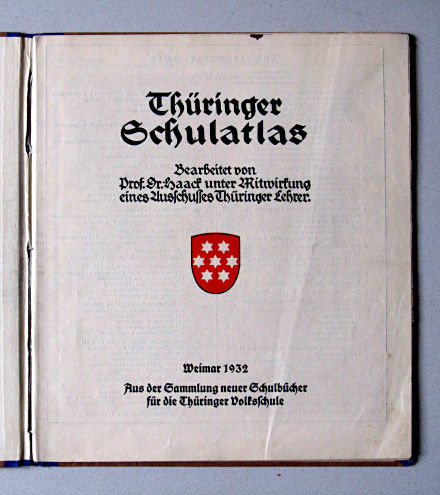 Thüringer
Schulatlas
Bearbeitet von
Prof. Dr. Haack unter Mitwirkung
eines Ausschusses Thüringer Lehrer.
Weimar 1932
Aus der Sammlung neuer Schulbücher
für die Thüringer Volksschule